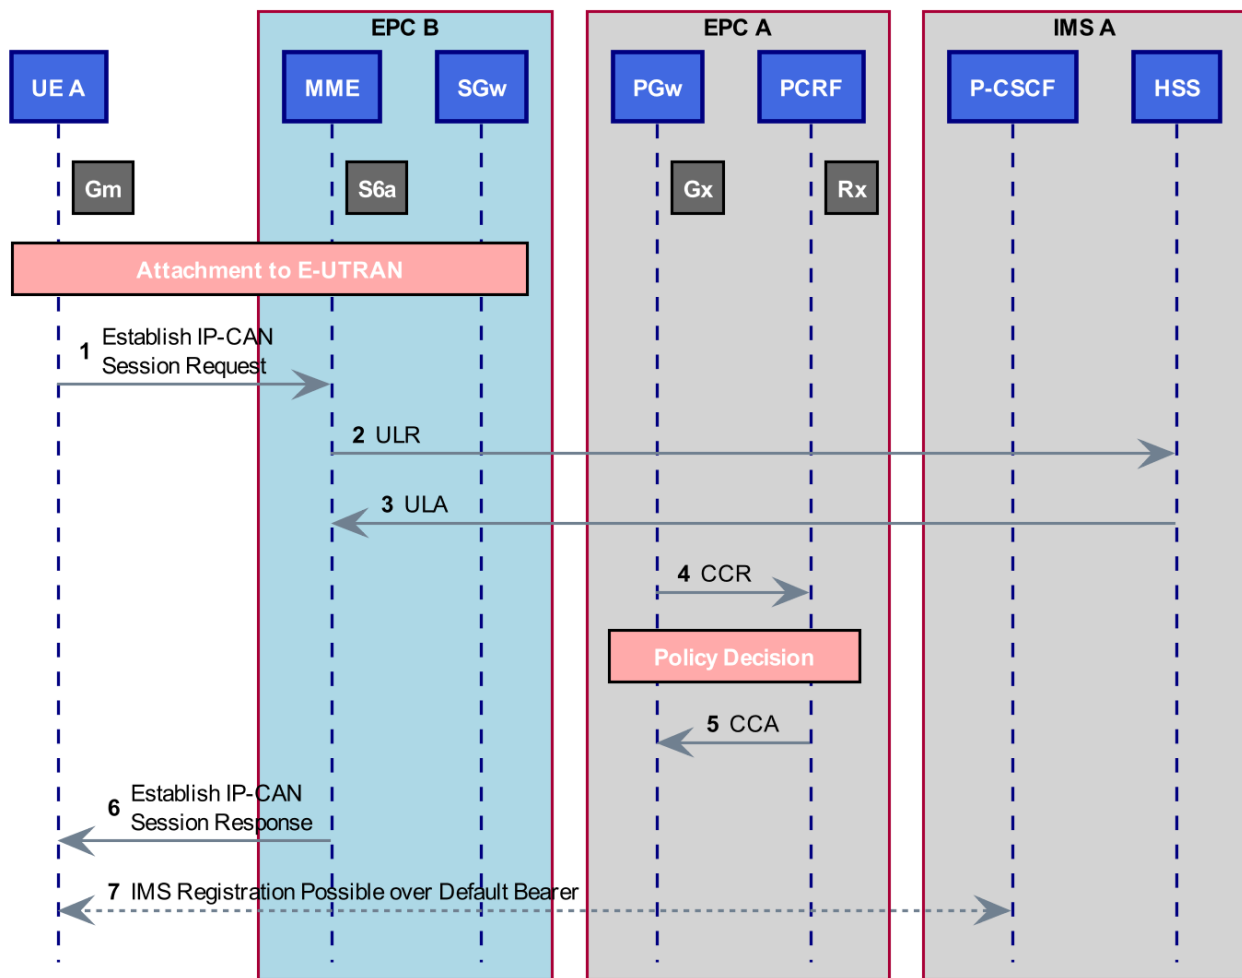 EPC B
EPC A
IMS A
UE A
MME
SGw
PGw
PCRF
P-CSCF
HSS
Gm
S6a
Gx
Rx
Attachment to E-UTRAN
1 Establish IP-CAN
Session Request
2 ULR
3 ULA
4 CCR
Policy Decision
5 CCA
6 Establish IP-CAN
Session Response
7 IMS Registration Possible over Default Bearer